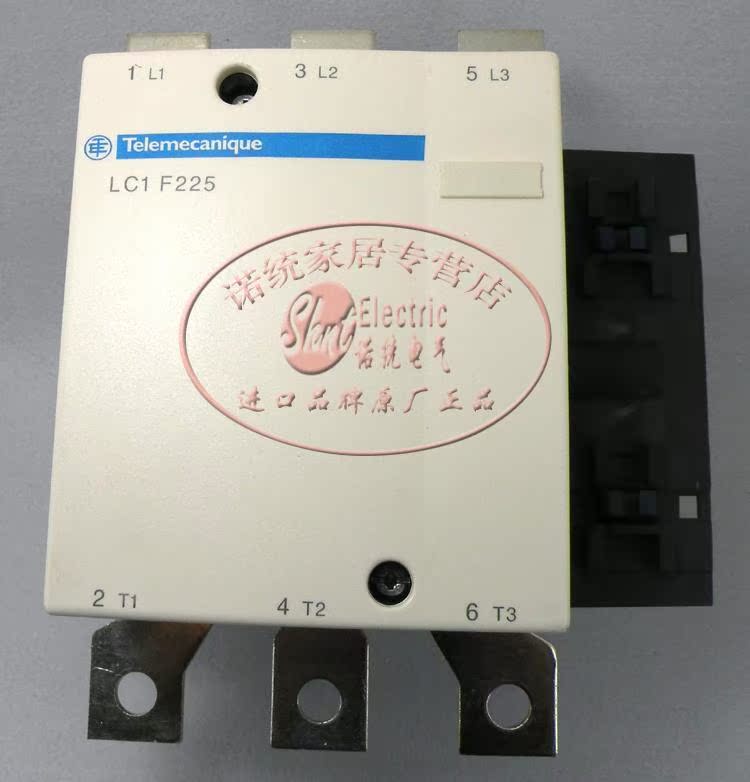 1 L1 3 L2 5 L3
Telemecanique
LC1 F225
诺统家居专营店
Electric
诺统电气
进口品牌原厂正品
2 T1 4 T2 6 T3